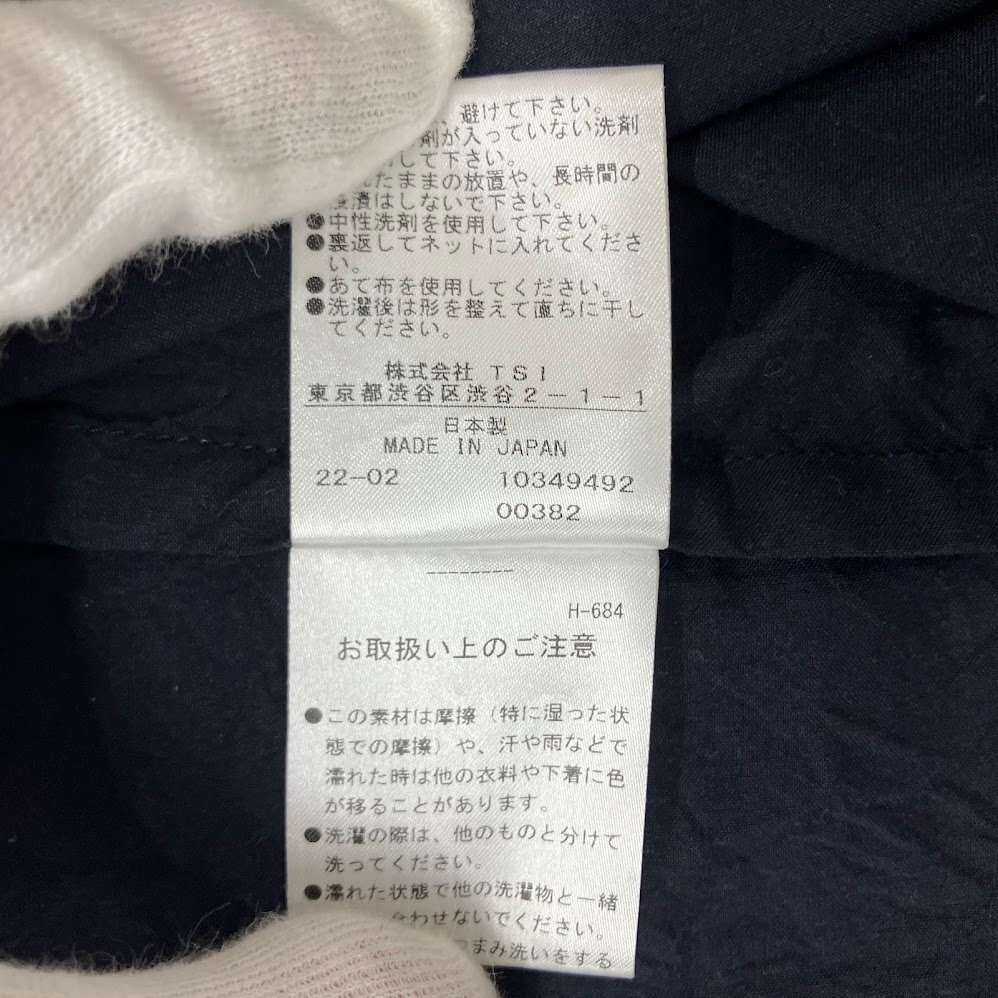 避けて下さい。
剤が入っていない洗剤
して下さい。
たままの放置や、長時間の
漬はしないで下さい。
●中性洗剤を使用して下さい。
●裏返してネットに入れてくださ
い。
●あて布を使用してください。
●洗濯後は形を整えて直ちに干し
てください。
株式会社 TSI
東京都渋谷区渋谷2-1-1
日本製
MADE IN JAPAN
22-02 10349492
00382
--------
H-684
お取扱い上のご注意
●この素材は摩擦（特に湿った状
態での摩擦）や、汗や雨などで
濡れた時は他の衣料や下着に色
が移ることがあります。
●洗濯の際は、他のものと分けて
洗ってください。
●濡れた状態で他の洗濯物と一緒
合わせないでください。
まみ洗いをする